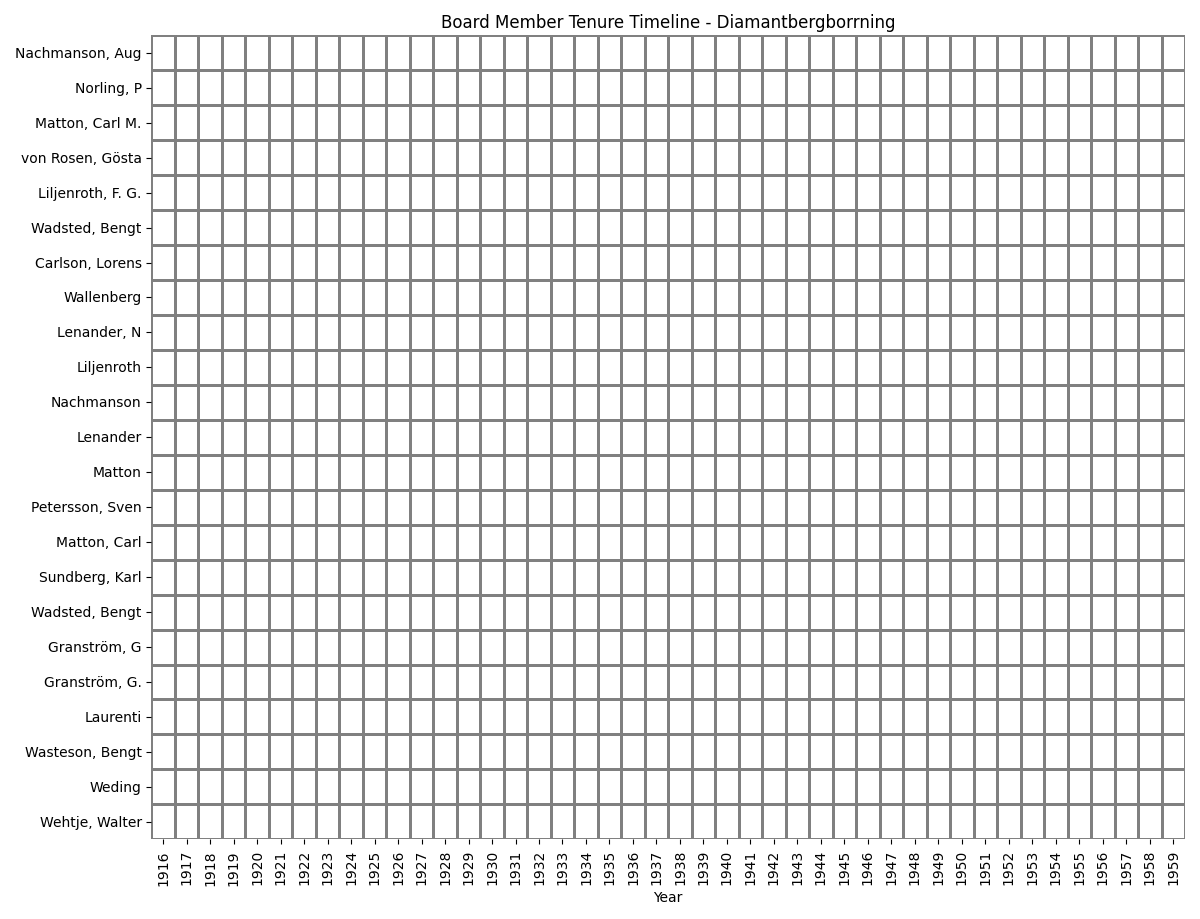 Board Member Tenure Timeline - Diamantbergborrning
Nachmanson, Aug
Norling, P
Matton, Carl M.
von Rosen, Gösta
Liljenroth, F. G.
Wadsted, Bengt
Carlson, Lorens
Wallenberg
Lenander, N
Liljenroth
Nachmanson
Lenander
Matton
Petersson, Sven
Matton, Carl
Sundberg, Karl
Wadsted, Bengt
Granström, G
Granström, G.
Laurenti
Wasteson, Bengt
Weding
Wehtje, Walter
1916 1917 1918 1919 1920 1921 1922 1923 1924 1925 1926 1927 1928 1929 1930 1931 1932 1933 1934 1935 1936 1937 1938 1939 1940 1941 1942 1943 1944 1945 1946 1947 1948 1949 1950 1951 1952 1953 1954 1955 1956 1957 1958 1959
Year